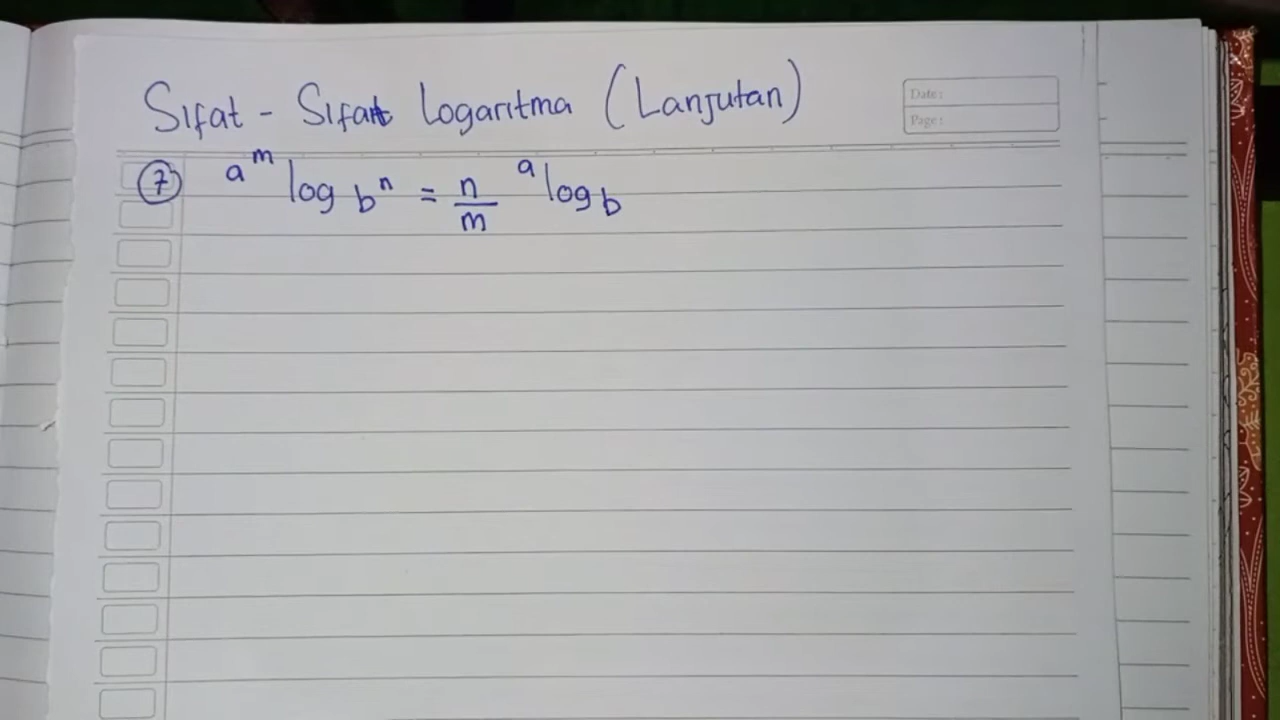 Sifat - Sifat Logaritma (Lanjutan)
Date:
Page:
⑦ a^m log b^n = n/m ^a log b